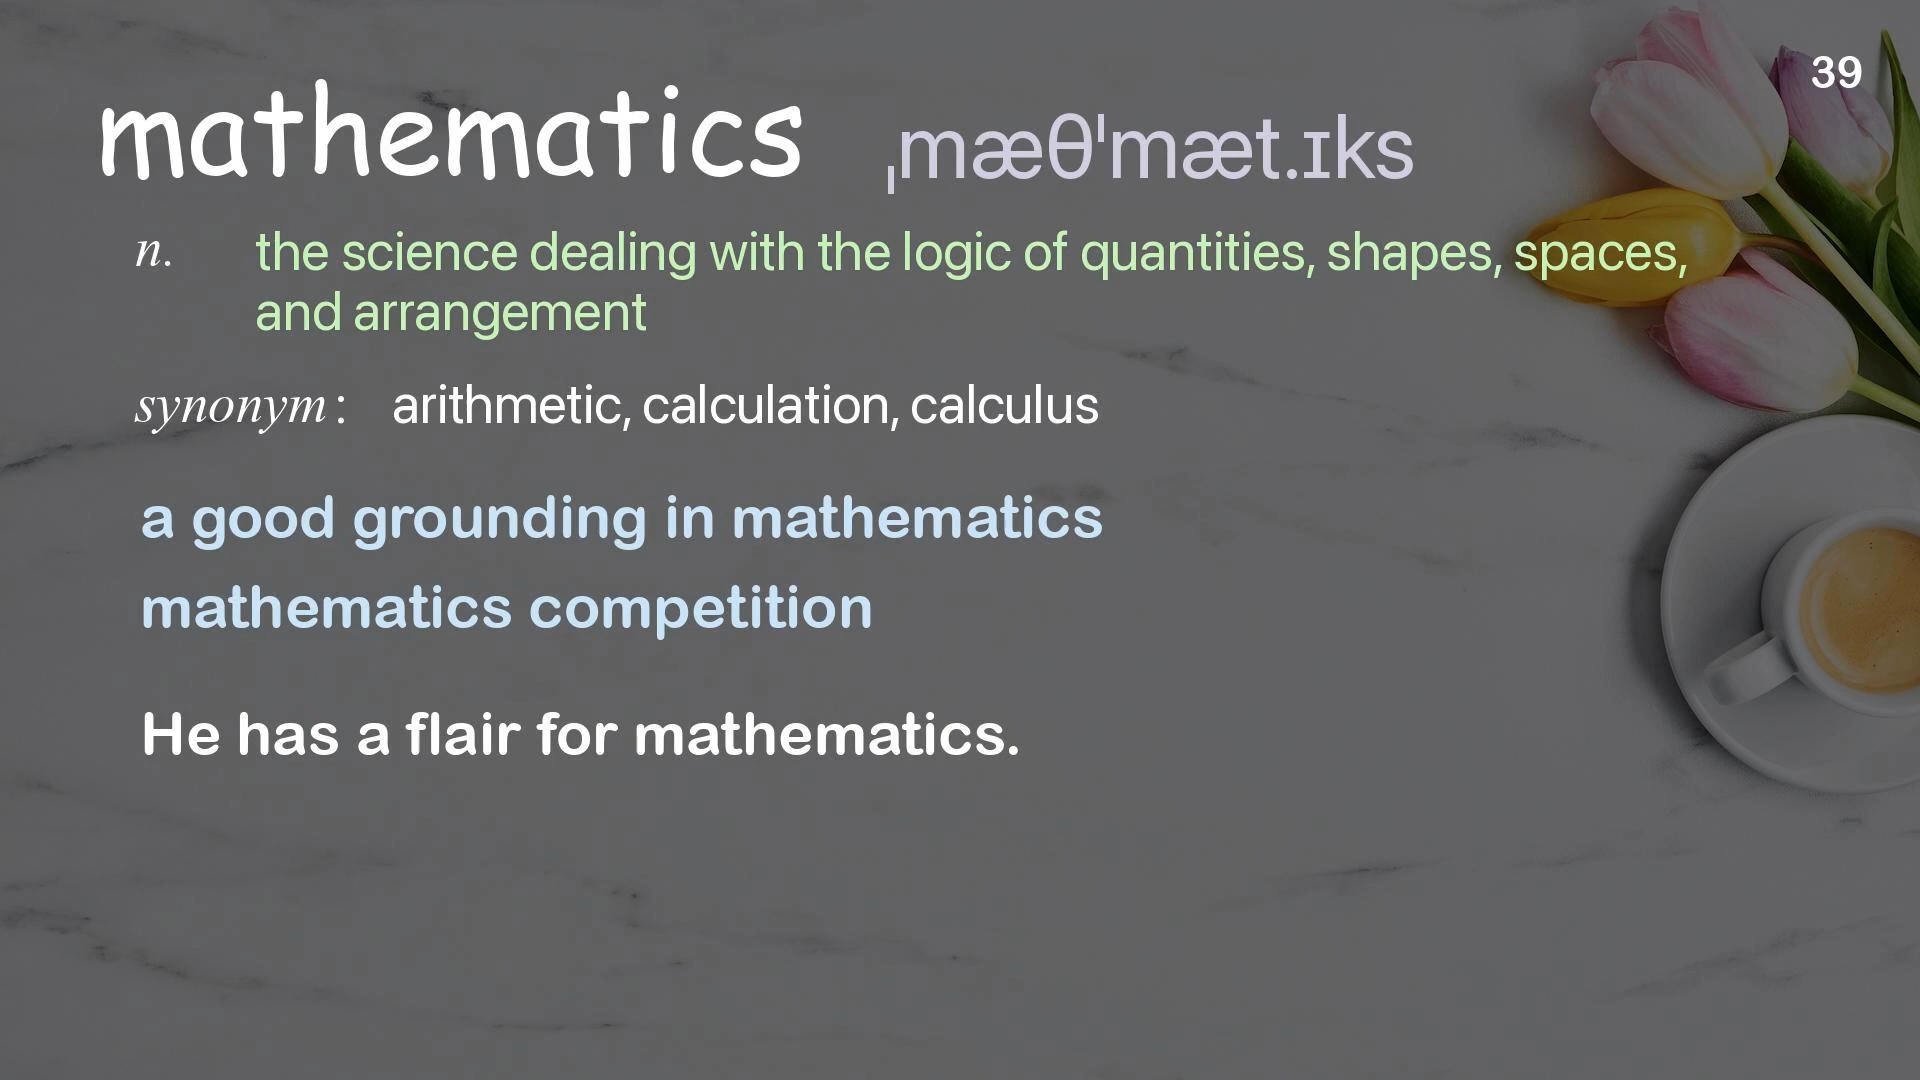 39
mathematics ˌmæθˈmæt.ɪks
n. the science dealing with the logic of quantities, shapes, spaces,
and arrangement
synonym: arithmetic, calculation, calculus
a good grounding in mathematics
mathematics competition
He has a flair for mathematics.